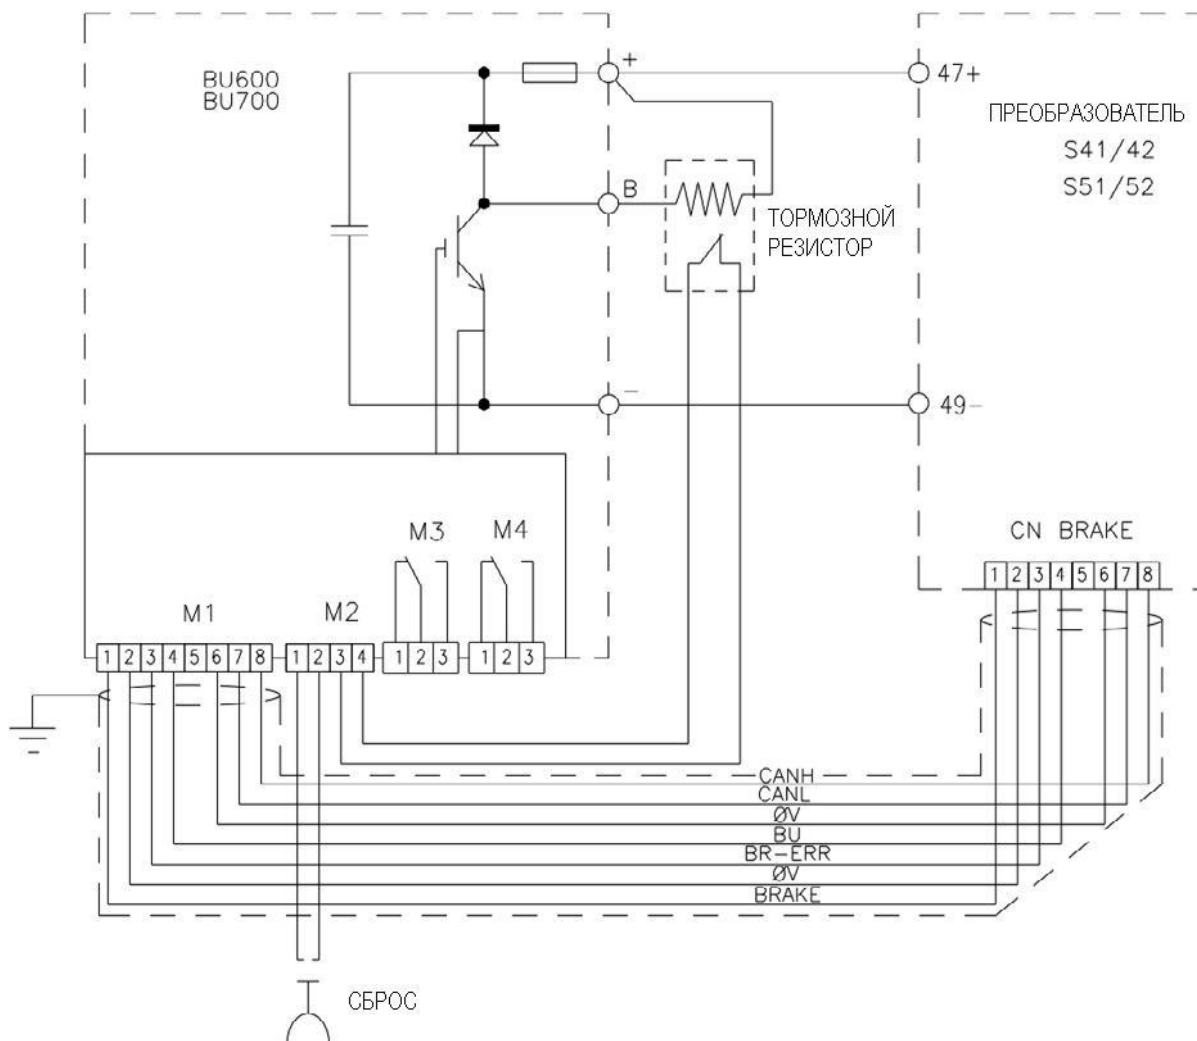 BU600
BU700
+
47+
ПРЕОБРАЗОВАТЕЛЬ
S41/42
S51/52
B
ТОРМОЗНОЙ
РЕЗИСТОР
-
49-
CN BRAKE
1 2 3 4 5 6 7 8
M3
M4
M1
M2
1 2 3 4 5 6 7 8
1 2 3 4
1 2 3
1 2 3
CANH
CANL
ØV
BU
BR-ERR
ØV
BRAKE
СБРОС